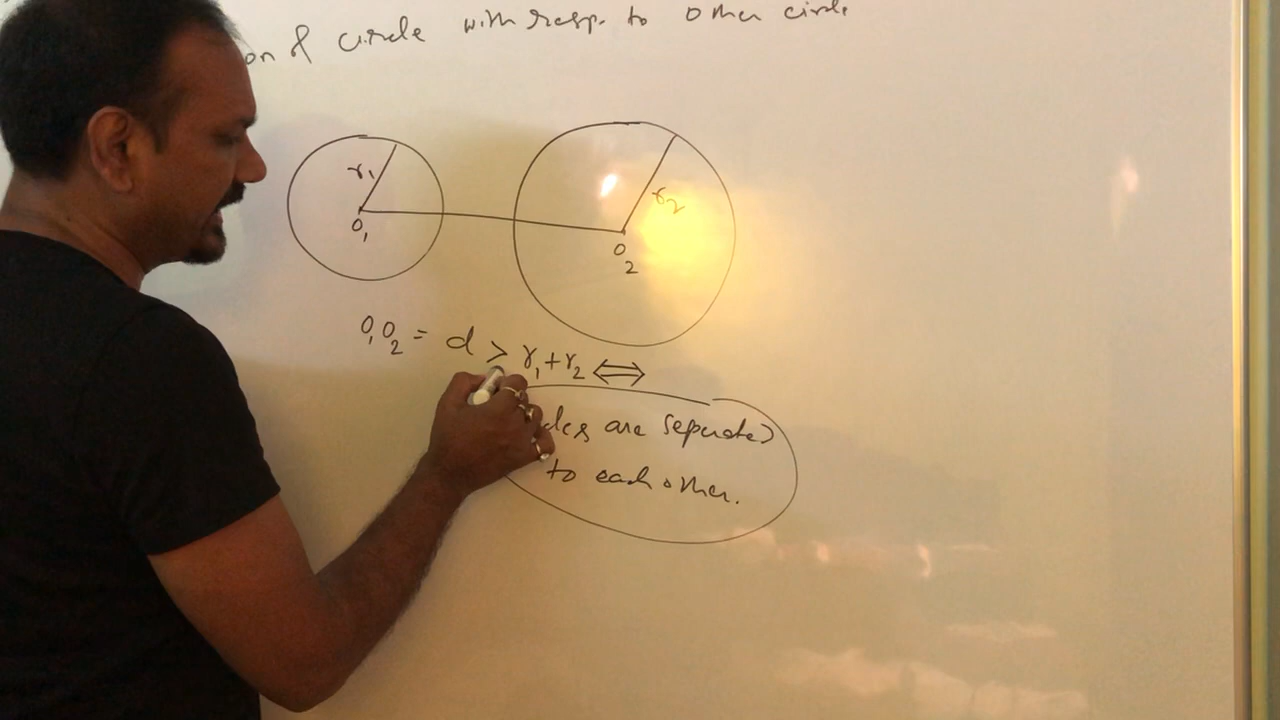 on of circle with resp. to other circle
r₁
r₂
O₁
O₂
O₁O₂ = d > r₁+r₂ ⟺
are seperated
to each other.